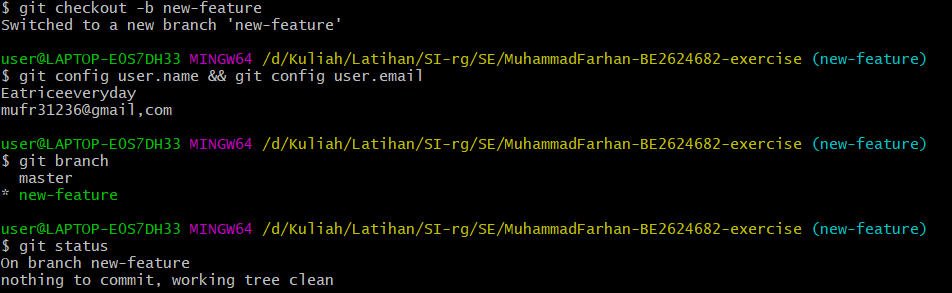 $ git checkout -b new-feature
Switched to a new branch 'new-feature'
user@LAPTOP-EOS7DH33 MINGW64 /d/Kuliah/Latihan/SI-rg/SE/MuhammadFarhan-BE2624682-exercise (new-feature)
$ git config user.name && git config user.email
Eatriceeveryday
mufr31236@gmail,com
user@LAPTOP-EOS7DH33 MINGW64 /d/Kuliah/Latihan/SI-rg/SE/MuhammadFarhan-BE2624682-exercise (new-feature)
$ git branch
  master
* new-feature
user@LAPTOP-EOS7DH33 MINGW64 /d/Kuliah/Latihan/SI-rg/SE/MuhammadFarhan-BE2624682-exercise (new-feature)
$ git status
On branch new-feature
nothing to commit, working tree clean